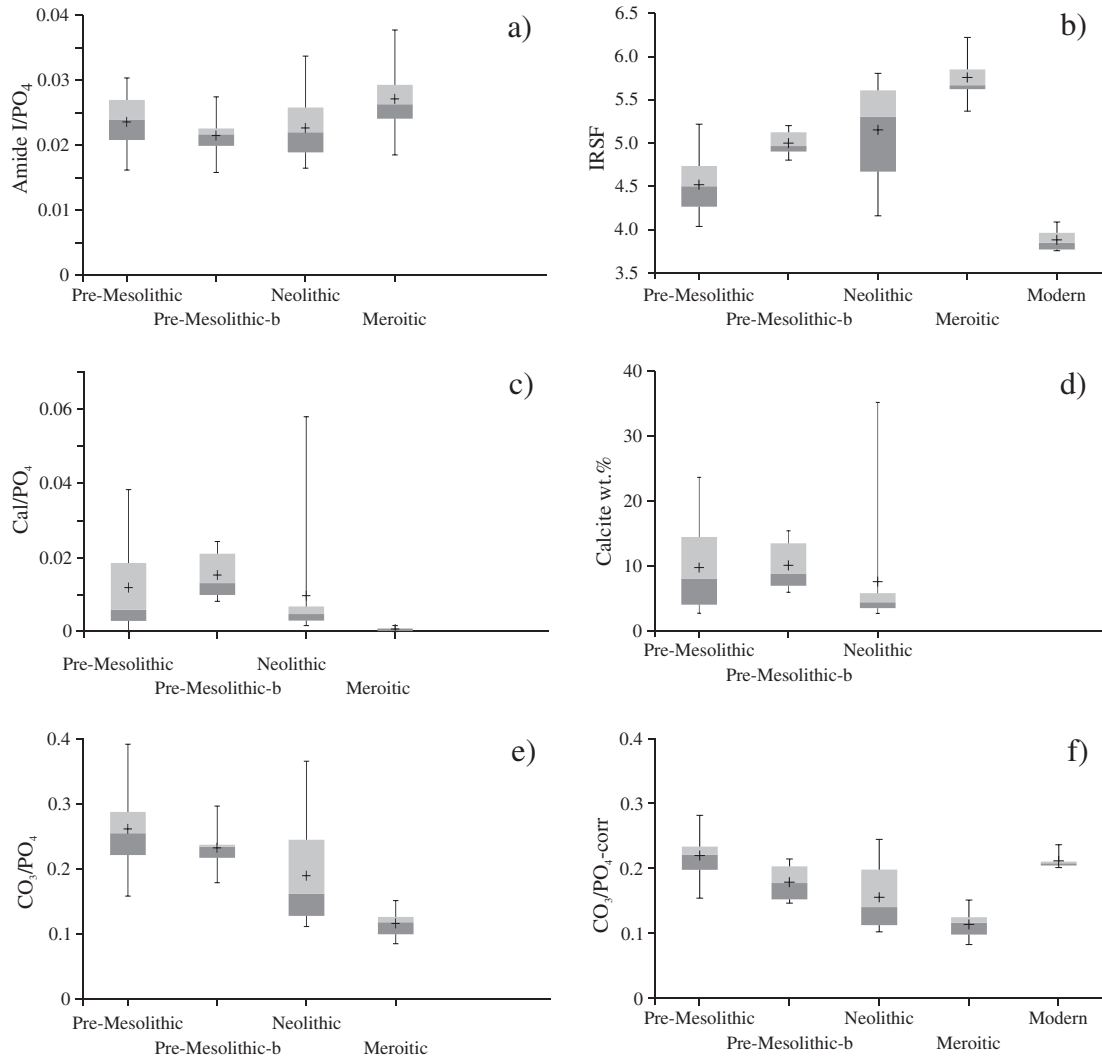 a)
Amide I/PO₄
0.04
0.03
0.02
0.01
0
Pre-Mesolithic
Neolithic
Pre-Mesolithic-b
Meroitic
b)
IRSF
6.5
6.0
5.5
5.0
4.5
4.0
3.5
Pre-Mesolithic
Neolithic
Modern
Pre-Mesolithic-b
Meroitic
c)
Cal/PO₄
0.06
0.04
0.02
0
Pre-Mesolithic
Neolithic
Pre-Mesolithic-b
Meroitic
d)
Calcite wt.%
40
30
20
10
0
Pre-Mesolithic
Neolithic
Pre-Mesolithic-b
e)
CO₃/PO₄
0.4
0.3
0.2
0.1
0
Pre-Mesolithic
Neolithic
Pre-Mesolithic-b
Meroitic
f)
CO₃/PO₄-corr
0.4
0.3
0.2
0.1
0
Pre-Mesolithic
Neolithic
Modern
Pre-Mesolithic-b
Meroitic